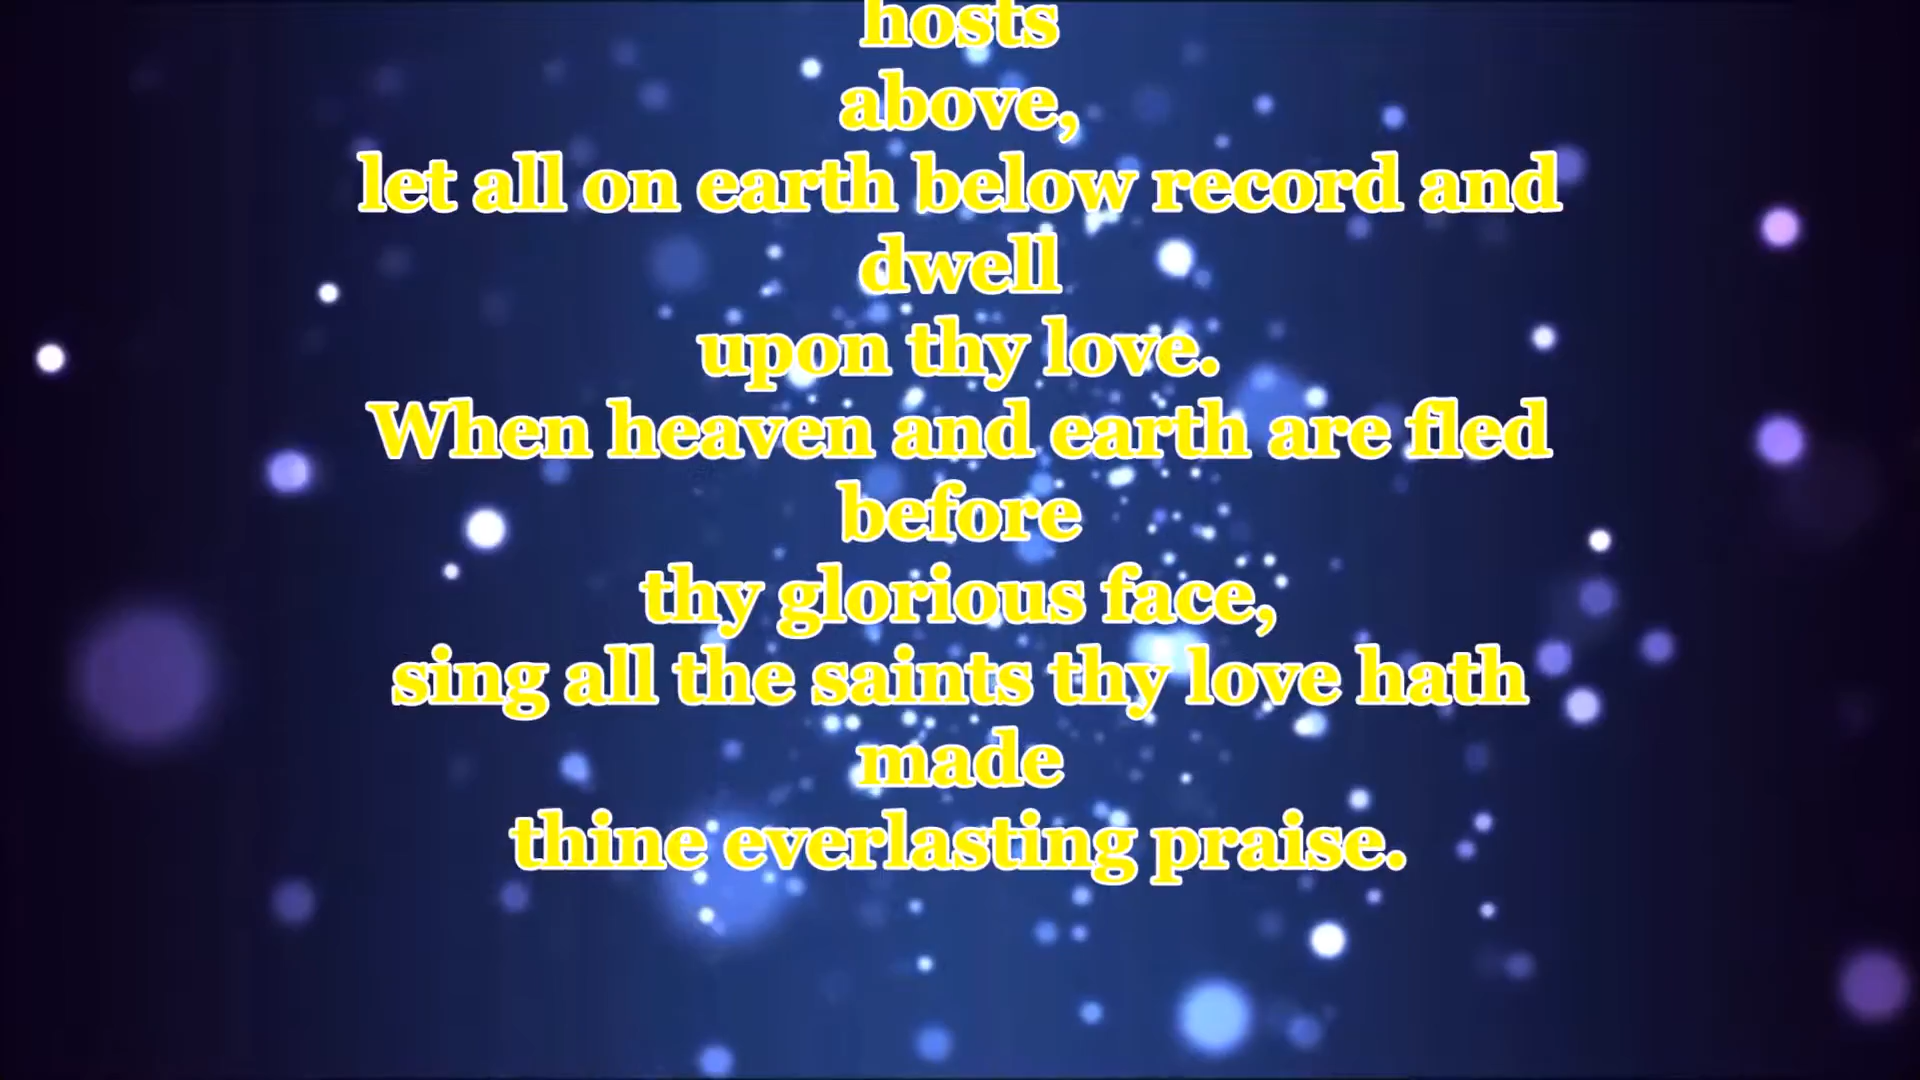 hosts
above,
let all on earth below record and
dwell
upon thy love.
When heaven and earth are fled
before
thy glorious face,
sing all the saints thy love hath
made
thine everlasting praise.